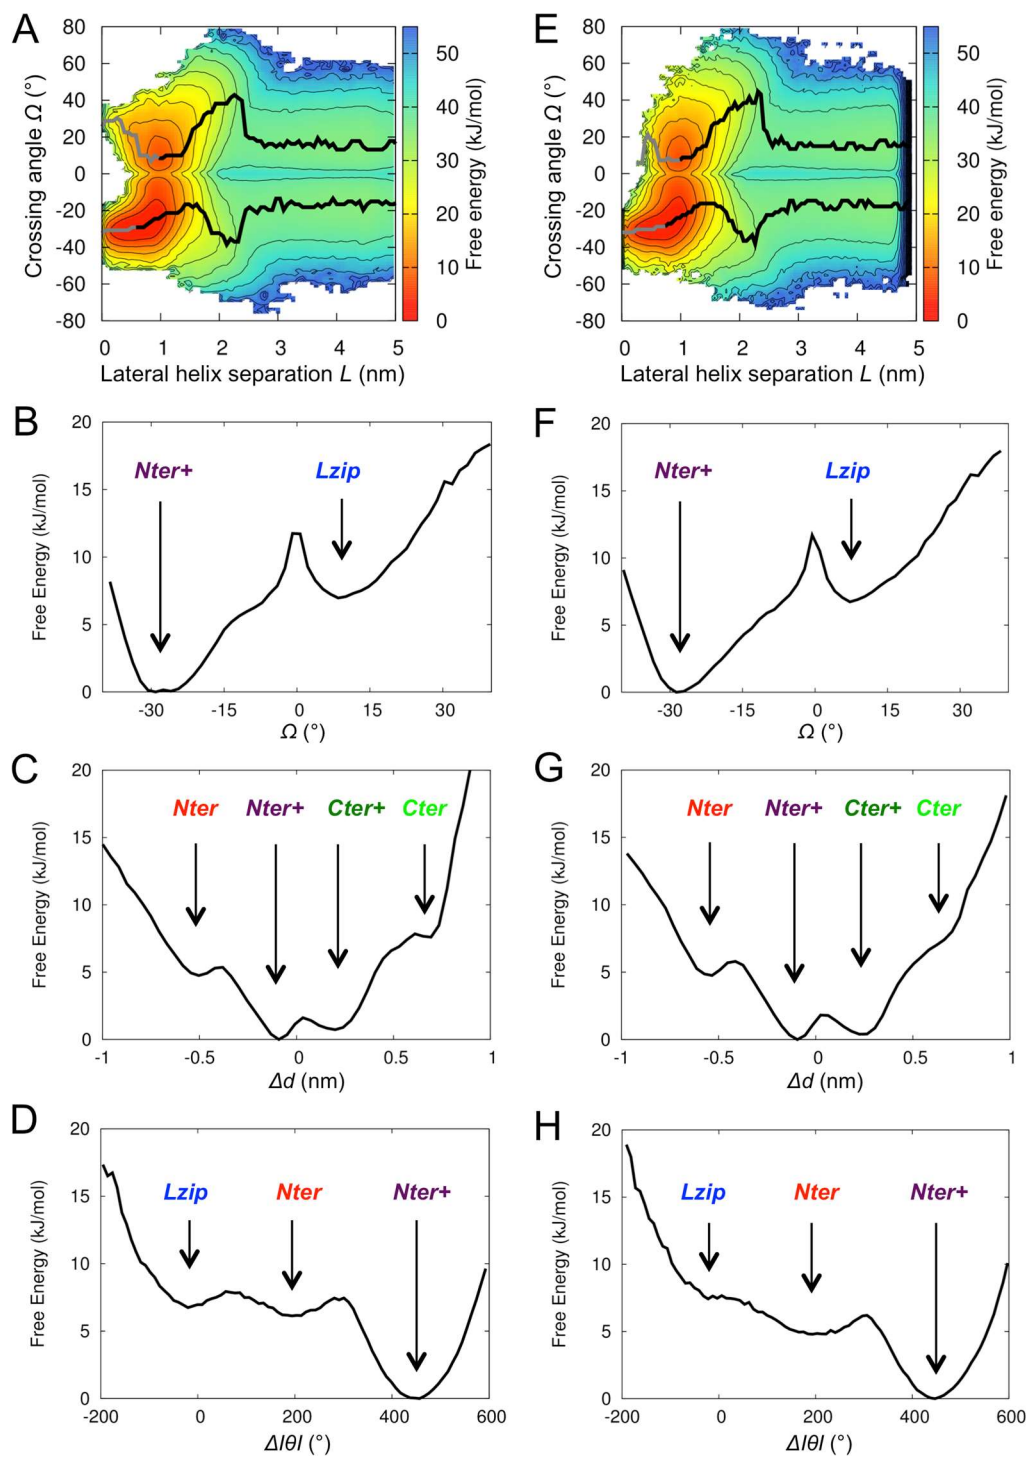 A
80
60
40
20
0
-20
-40
-60
-80
Crossing angle Ω (°)
0 1 2 3 4 5
Lateral helix separation L (nm)
50
40
30
20
10
0
Free energy (kJ/mol)
E
80
60
40
20
0
-20
-40
-60
-80
Crossing angle Ω (°)
0 1 2 3 4 5
Lateral helix separation L (nm)
50
40
30
20
10
0
Free energy (kJ/mol)
B
20
15
10
5
0
Free Energy (kJ/mol)
Nter+ Lzip
-30 -15 0 15 30
Ω (°)
F
20
15
10
5
0
Free Energy (kJ/mol)
Nter+ Lzip
-30 -15 0 15 30
Ω (°)
C
20
15
10
5
0
Free Energy (kJ/mol)
Nter Nter+ Cter+ Cter
-1 -0.5 0 0.5 1
Δd (nm)
G
20
15
10
5
0
Free Energy (kJ/mol)
Nter Nter+ Cter+ Cter
-1 -0.5 0 0.5 1
Δd (nm)
D
20
15
10
5
0
Free Energy (kJ/mol)
Lzip Nter Nter+
-200 0 200 400 600
ΔIθI (°)
H
20
15
10
5
0
Free Energy (kJ/mol)
Lzip Nter Nter+
-200 0 200 400 600
ΔIθI (°)